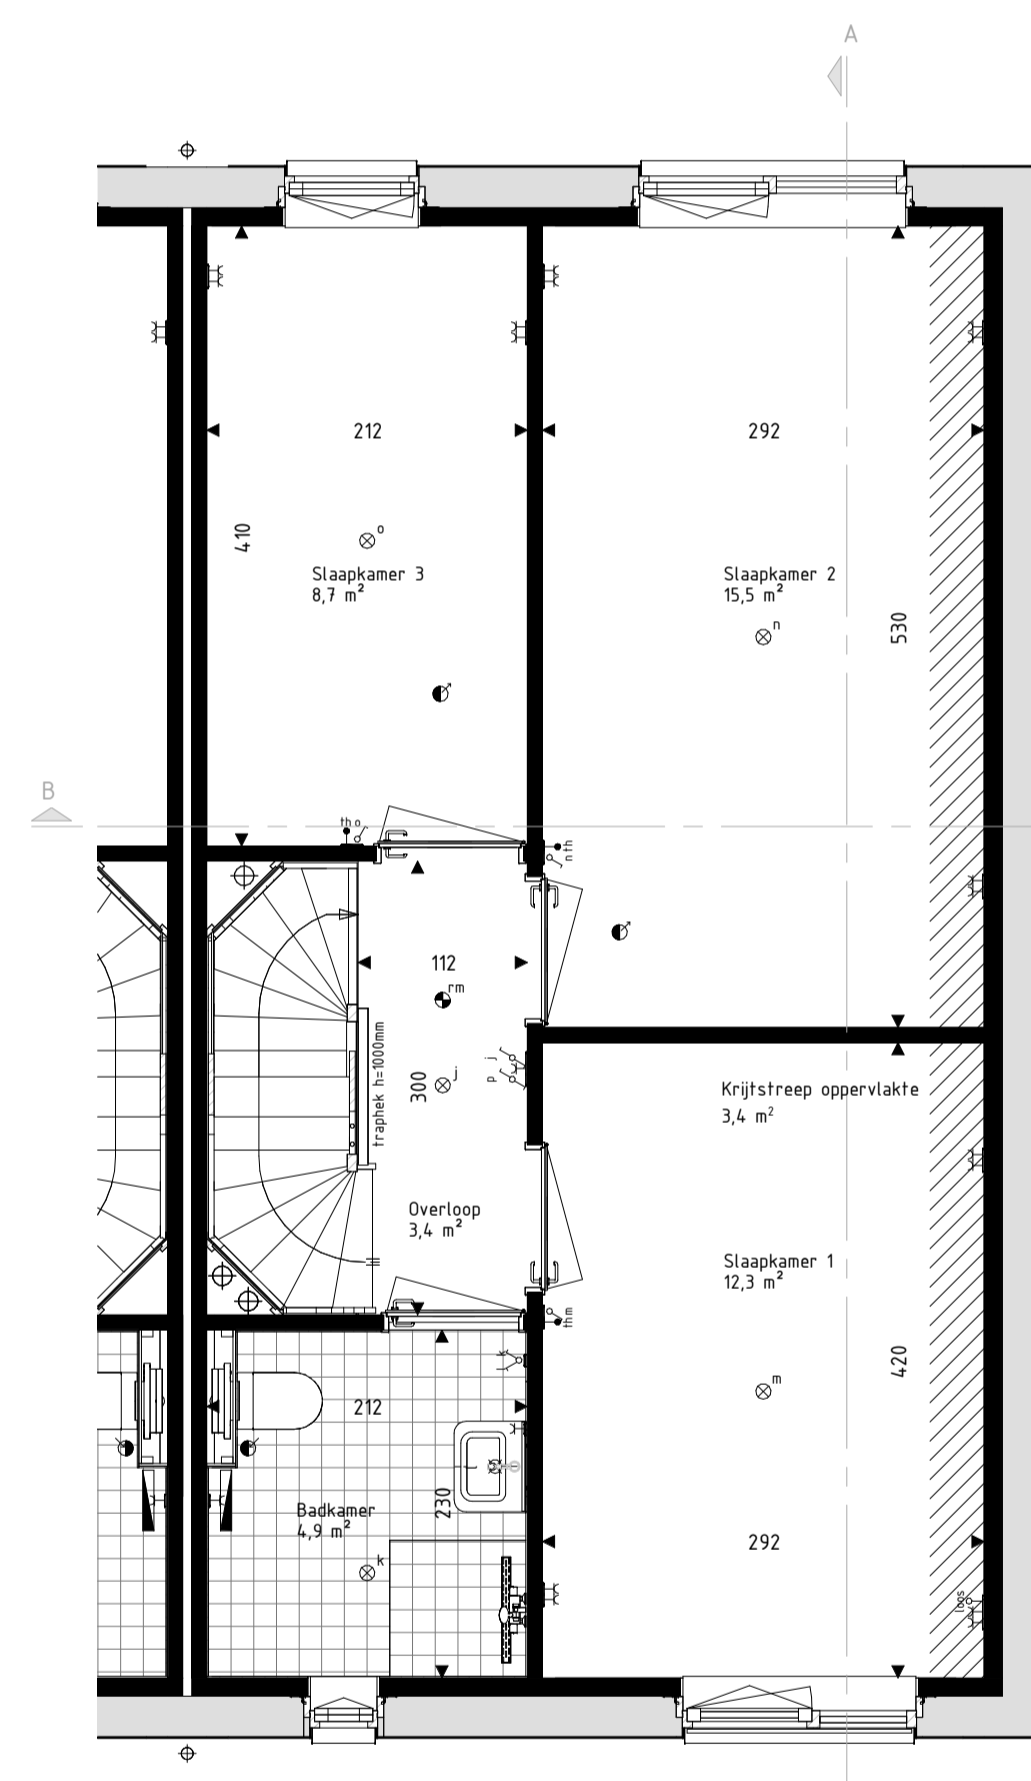 A
212
292
410
o
Slaapkamer 3
8,7 m²
Slaapkamer 2
15,5 m²
n
530
B
th o
n th
112
rm
traphek h=1000mm
300
j
p j
Krijtstreep oppervlakte
3,4 m²
Overloop
3,4 m²
Slaapkamer 1
12,3 m²
th m
k
420
m
212
230
Badkamer
4,9 m²
k
292
loos